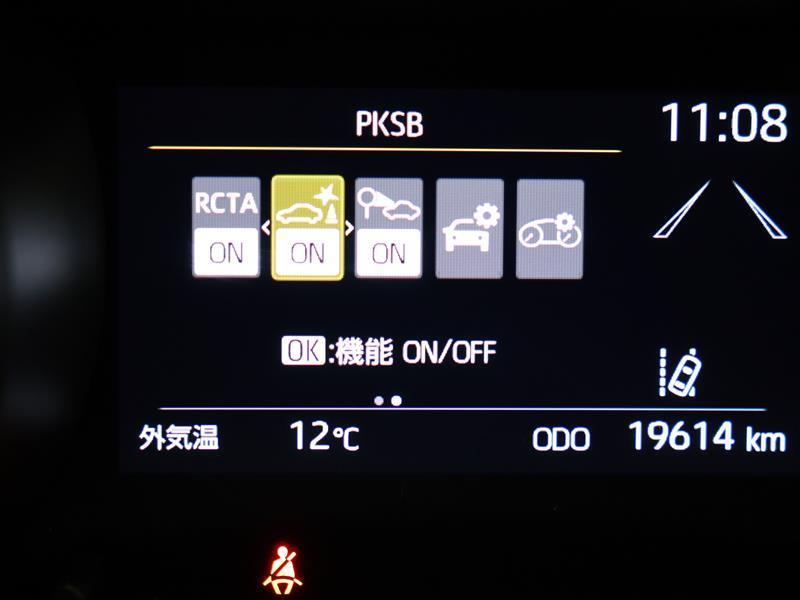 PKSB
11:08
RCTA
ON
ON
ON
OK:機能 ON/OFF
外気温 12℃ ODO 19614 km